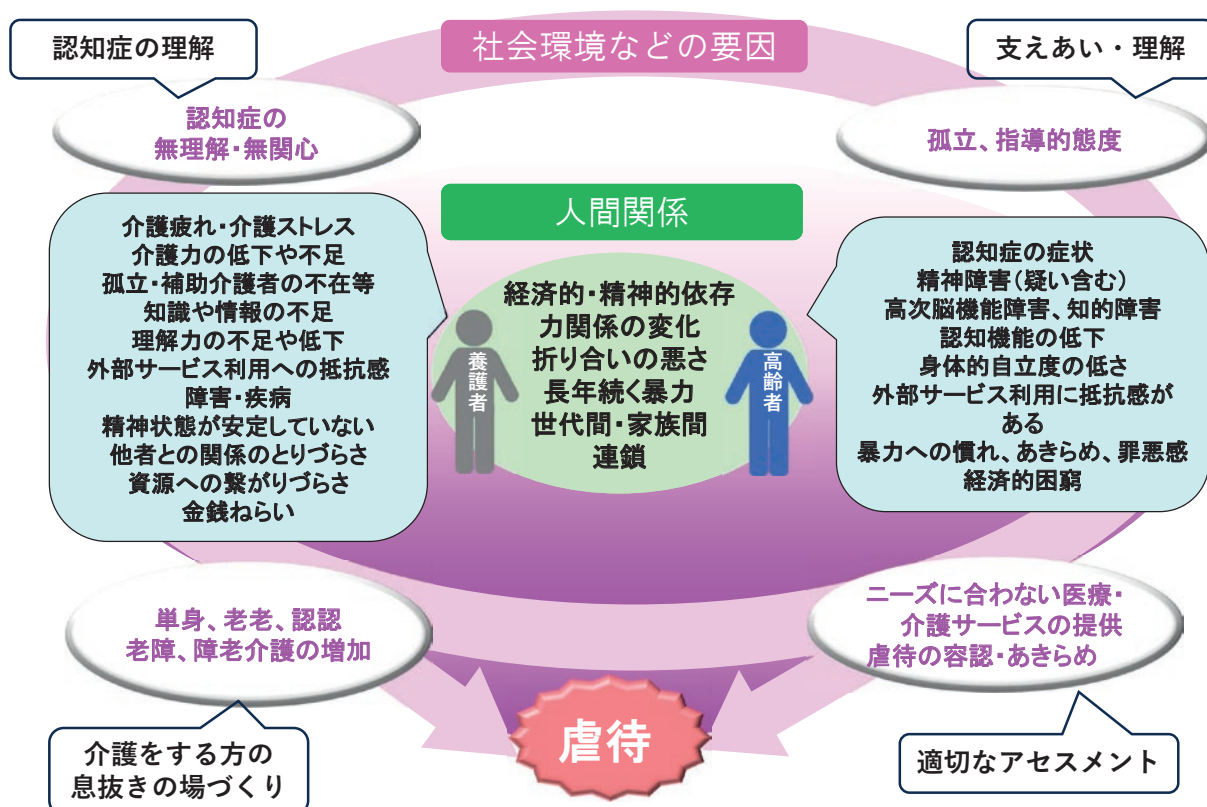 社会環境などの要因
認知症の理解
支えあい・理解
認知症の
無理解・無関心
孤立、指導的態度
人間関係
介護疲れ・介護ストレス
介護力の低下や不足
孤立・補助介護者の不在等
知識や情報の不足
理解力の不足や低下
外部サービス利用への抵抗感
障害・疾病
精神状態が安定していない
他者との関係のとりづらさ
資源への繋がりづらさ
金銭ねらい
養護者
経済的・精神的依存
力関係の変化
折り合いの悪さ
長年続く暴力
世代間・家族間
連鎖
高齢者
認知症の症状
精神障害(疑い含む)
高次脳機能障害、知的障害
認知機能の低下
身体的自立度の低さ
外部サービス利用に抵抗感が
ある
暴力への慣れ、あきらめ、罪悪感
経済的困窮
単身、老老、認認
老障、障老介護の増加
ニーズに合わない医療・
介護サービスの提供
虐待の容認・あきらめ
虐待
介護をする方の
息抜きの場づくり
適切なアセスメント